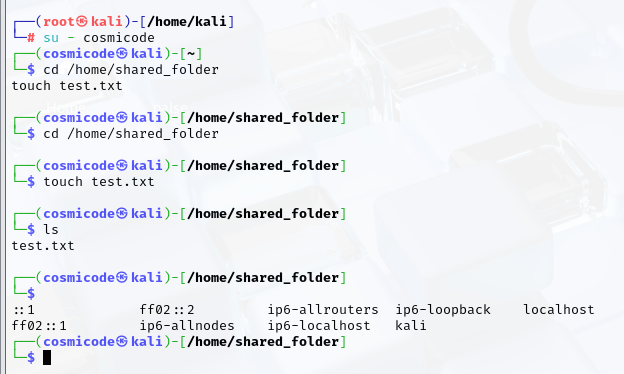 ┌──(root㉿kali)-[/home/kali]
└─# su - cosmicode
┌──(cosmicode㉿kali)-[~]
└─$ cd /home/shared_folder
touch test.txt
┌──(cosmicode㉿kali)-[/home/shared_folder]
└─$ cd /home/shared_folder
┌──(cosmicode㉿kali)-[/home/shared_folder]
└─$ touch test.txt
┌──(cosmicode㉿kali)-[/home/shared_folder]
└─$ ls
test.txt
┌──(cosmicode㉿kali)-[/home/shared_folder]
└─$
::1             ff02::2         ip6-allrouters  ip6-loopback    localhost
ff02::1         ip6-allnodes    ip6-localhost   kali
┌──(cosmicode㉿kali)-[/home/shared_folder]
└─$